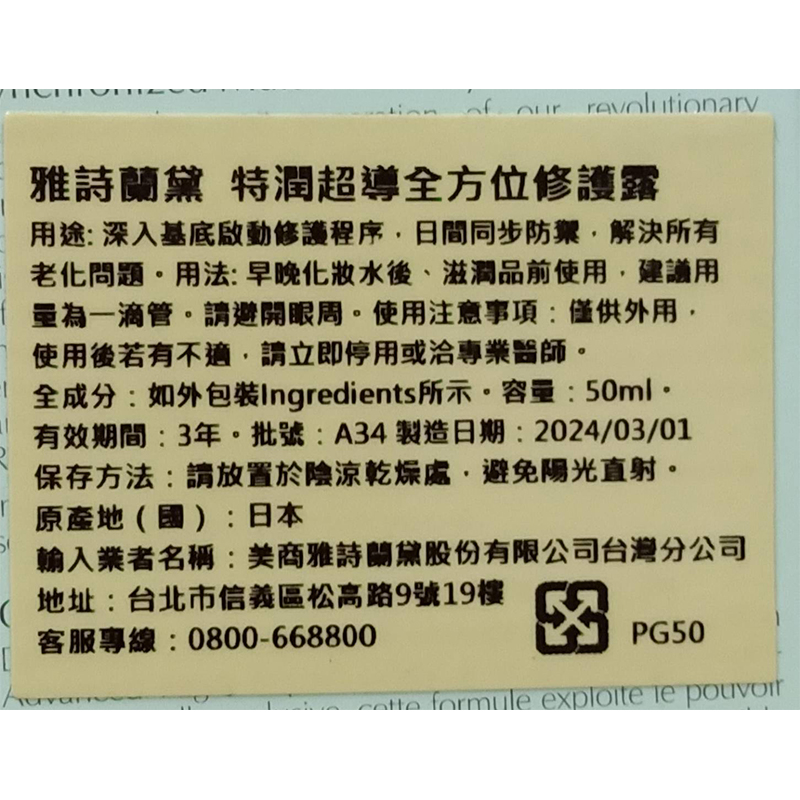 of our revolutionary
雅詩蘭黛 特潤超導全方位修護露
用途: 深入基底啟動修護程序，日間同步防禦，解決所有
老化問題。用法: 早晚化妝水後、滋潤品前使用，建議用
量為一滴管。請避開眼周。使用注意事項：僅供外用，
使用後若有不適，請立即停用或洽專業醫師。
全成分：如外包裝Ingredients所示。容量：50ml。
有效期間：3年。批號：A34 製造日期：2024/03/01
保存方法：請放置於陰涼乾燥處，避免陽光直射。
原產地（國）：日本
輸入業者名稱：美商雅詩蘭黛股份有限公司台灣分公司
地址：台北市信義區松高路9號19樓
客服專線：0800-668800
PG50
cette formule exploite le pouvoir